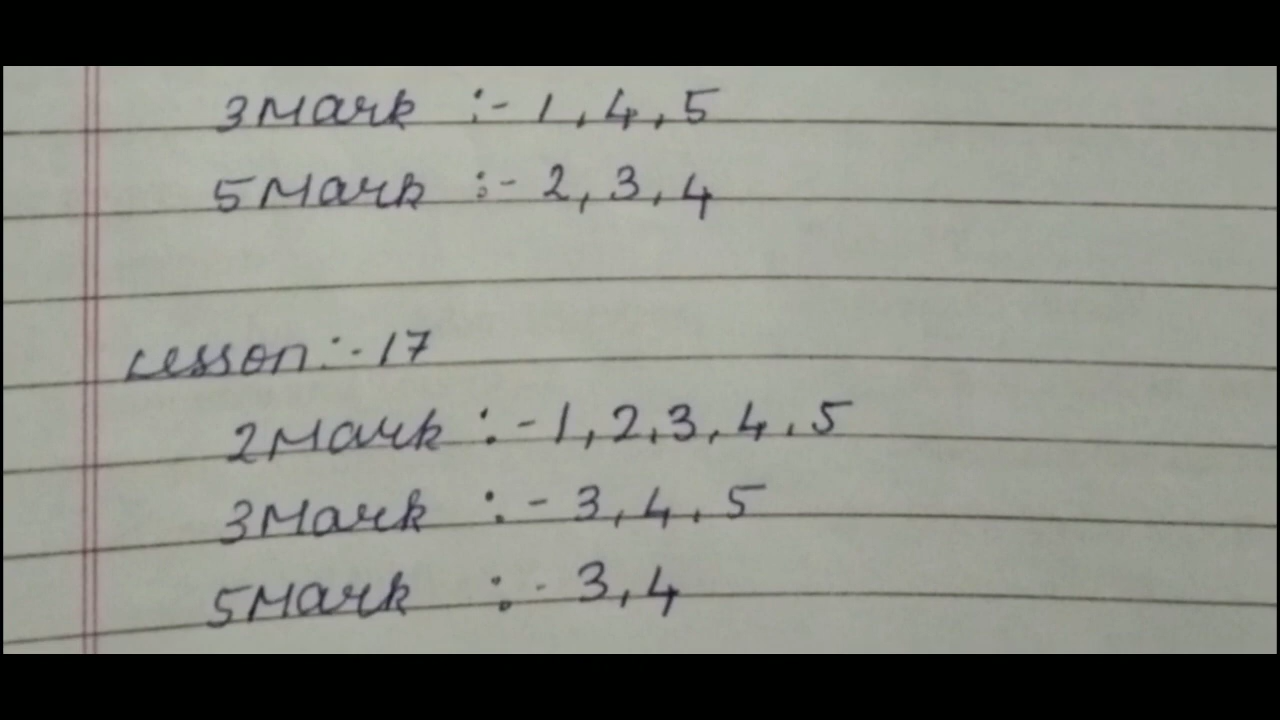 3Mark :- 1,4,5
5Mark :- 2,3,4
Lesson:-17
2Mark :-1,2,3,4,5
3Mark :- 3,4,5
5Mark :- 3,4